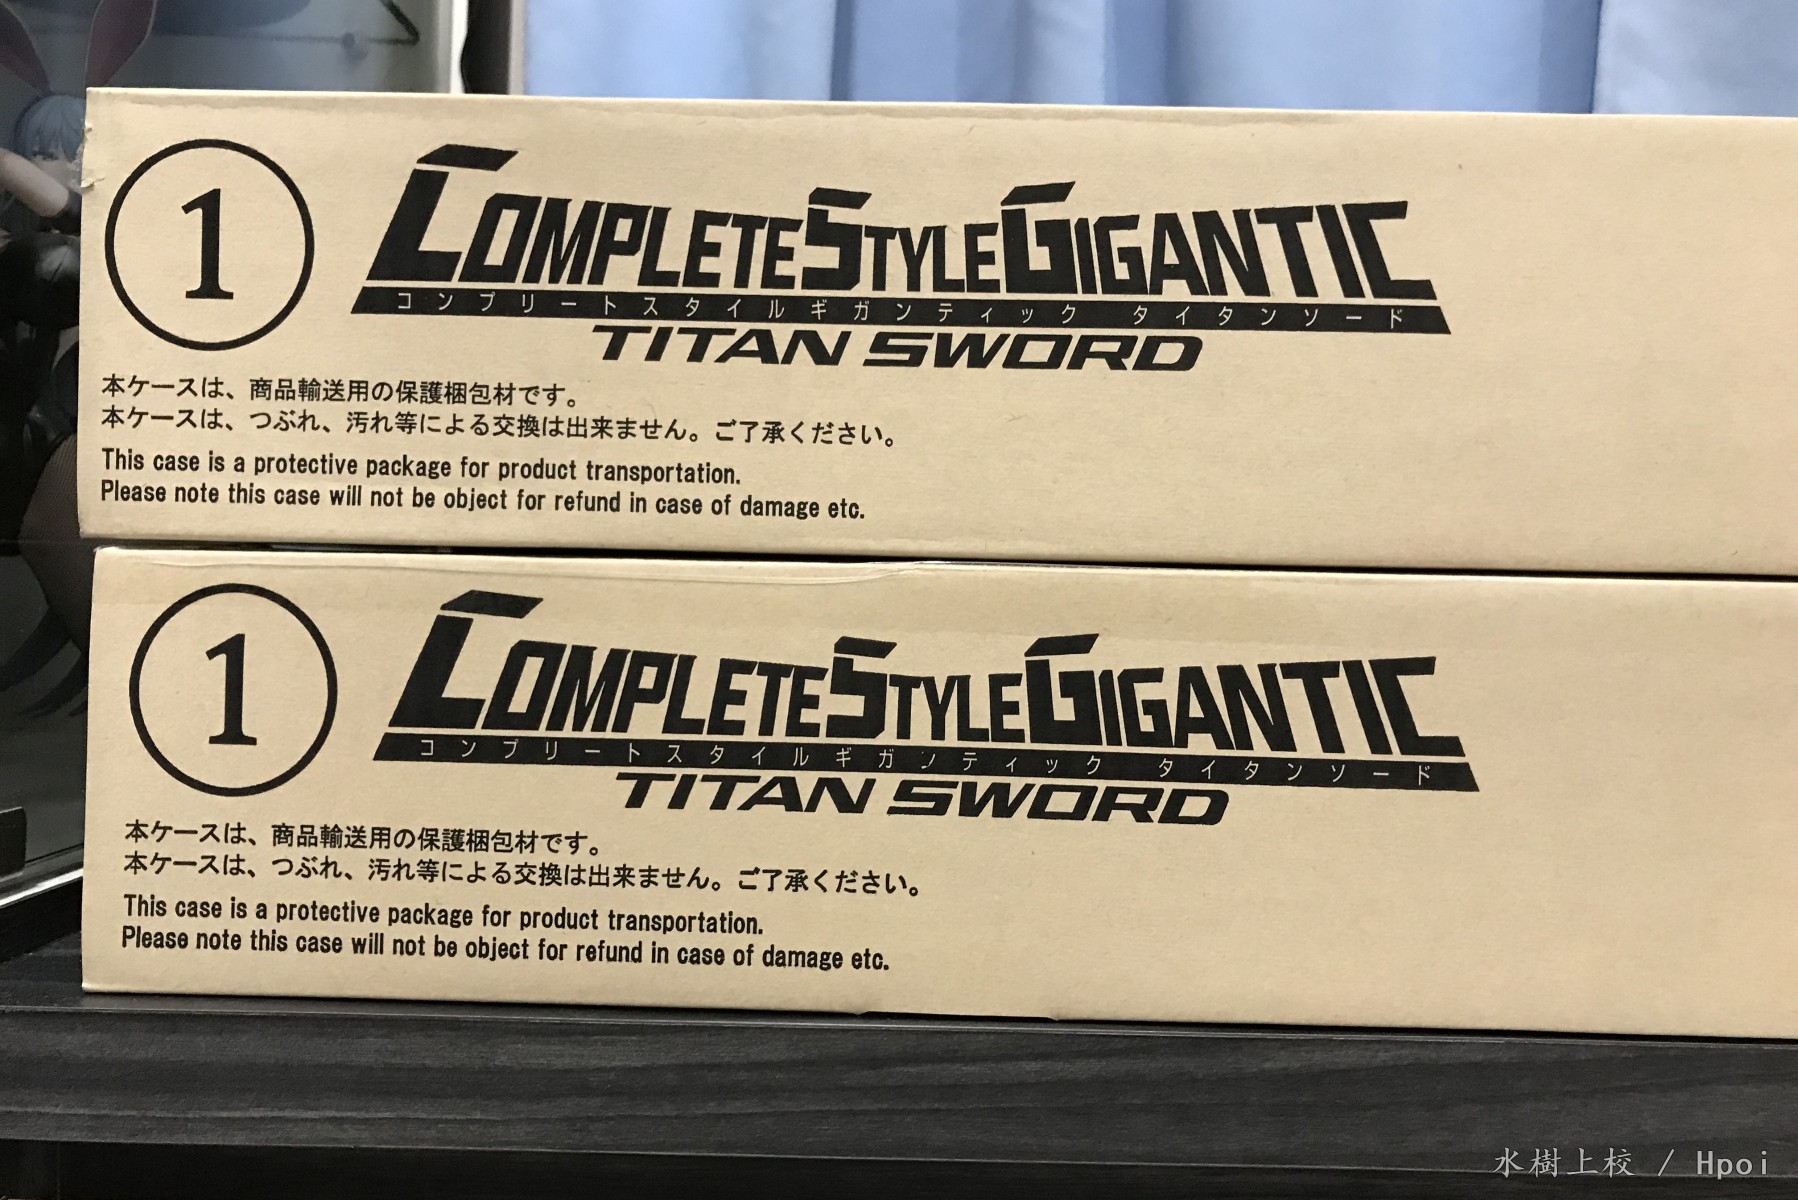 1
COMPLETE STYLE GIGANTIC
コンプリートスタイルギガンティック タイタンソード
TITAN SWORD
本ケースは、商品輸送用の保護梱包材です。
本ケースは、つぶれ、汚れ等による交換は出来ません。ご了承ください。
This case is a protective package for product transportation.
Please note this case will not be object for refund in case of damage etc.
1
COMPLETE STYLE GIGANTIC
コンプリートスタイルギガンティック タイタンソード
TITAN SWORD
本ケースは、商品輸送用の保護梱包材です。
本ケースは、つぶれ、汚れ等による交換は出来ません。ご了承ください。
This case is a protective package for product transportation.
Please note this case will not be object for refund in case of damage etc.
水樹上校 / Hpoi